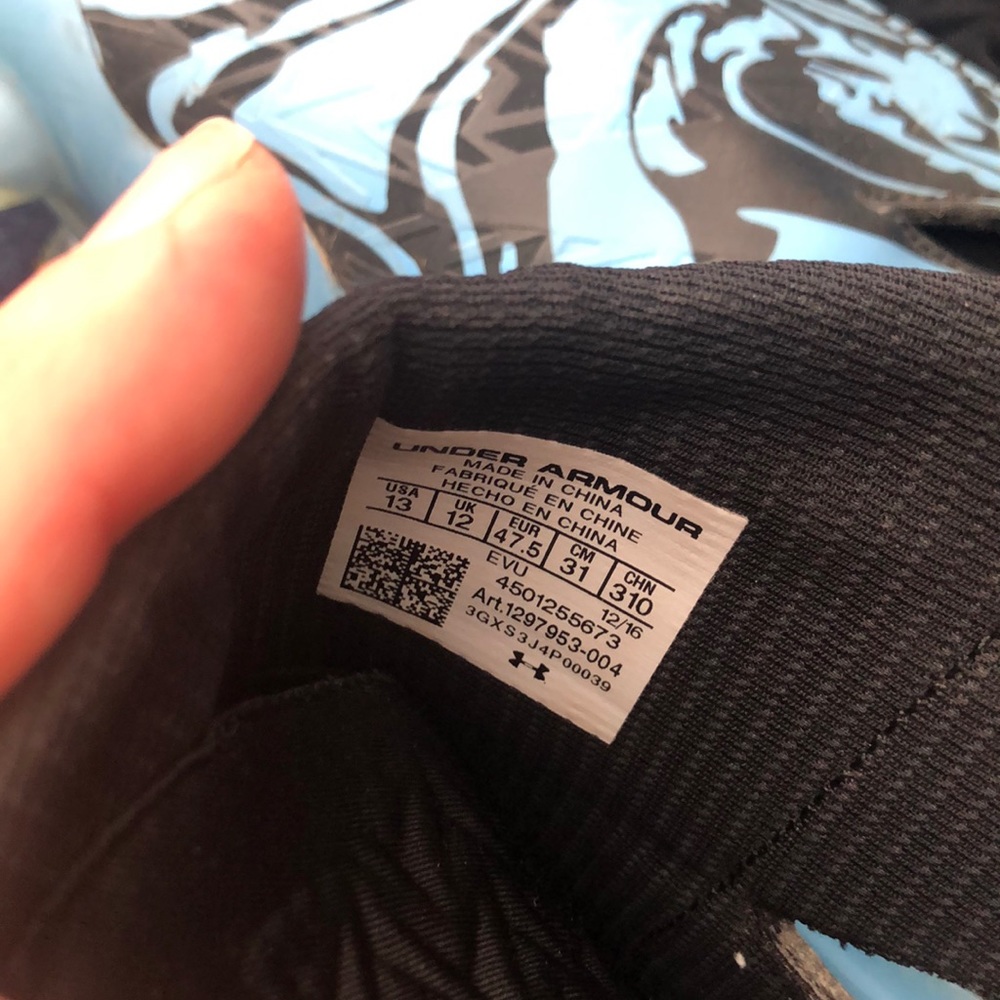 UNDER ARMOUR
MADE IN CHINA
FABRIQUÉ EN CHINE
HECHO EN CHINA
USA UK EUR CM CHN
13 12 47.5 31 310
EVU 12/16
4501255673
Art.1297953-004
3GXS3J4P00039